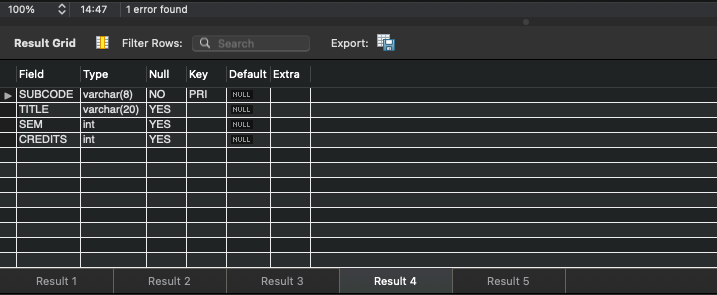 100% 14:47 1 error found
Result Grid Filter Rows: Search Export:
Field Type Null Key Default Extra
SUBCODE varchar(8) NO PRI NULL
TITLE varchar(20) YES NULL
SEM int YES NULL
CREDITS int YES NULL
Result 1 Result 2 Result 3 Result 4 Result 5